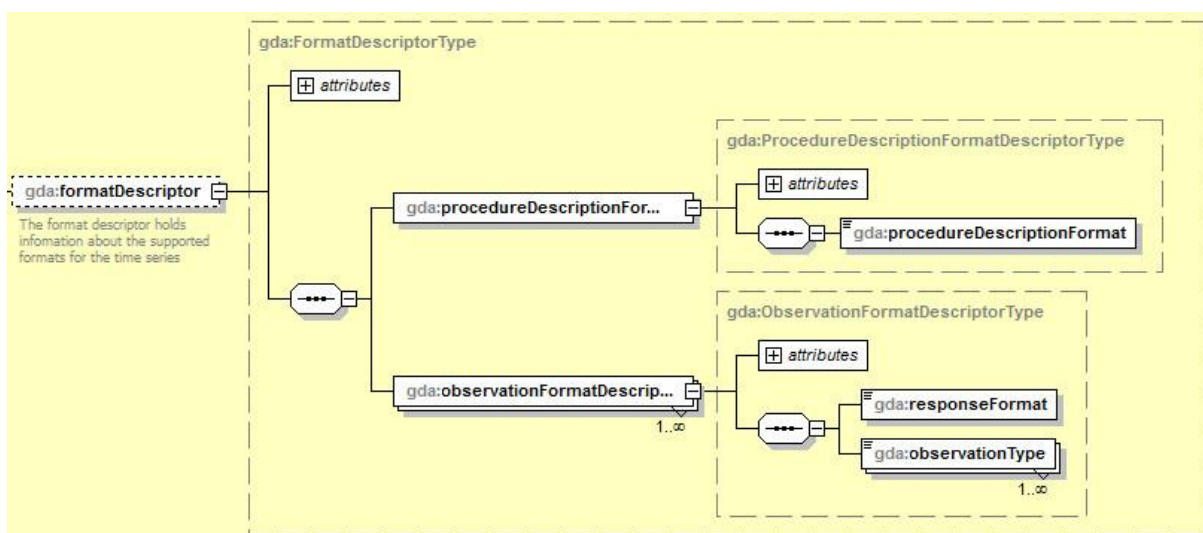 gda:FormatDescriptorType
attributes
gda:ProcedureDescriptionFormatDescriptorType
attributes
gda:formatDescriptor
The format descriptor holds
infomation about the supported
formats for the time series
gda:procedureDescriptionFor...
gda:procedureDescriptionFormat
gda:ObservationFormatDescriptorType
attributes
gda:observationFormatDescrip...
1..∞
gda:responseFormat
gda:observationType
1..∞